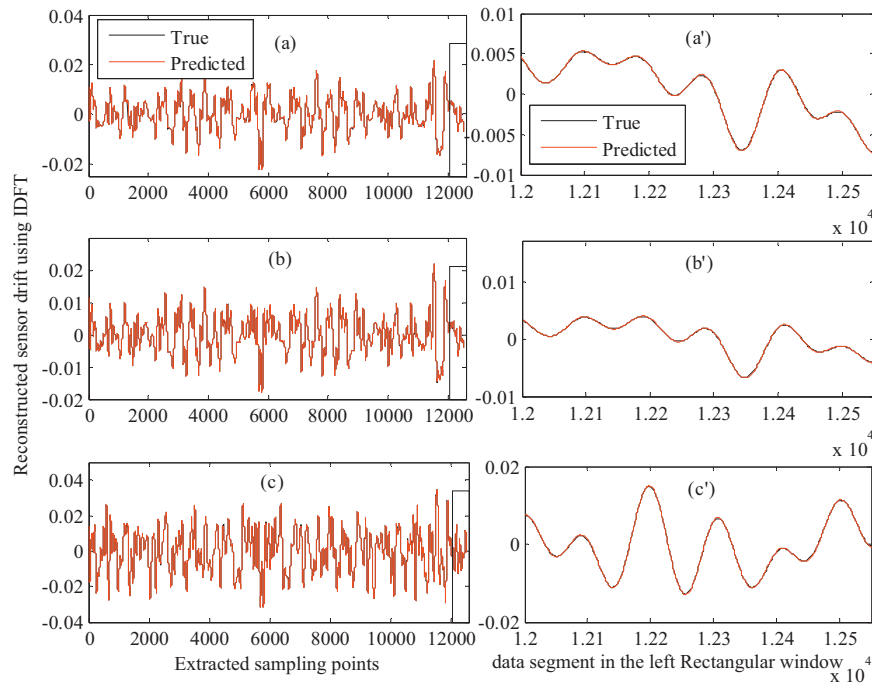 Reconstructed sensor drift using IDFT
0.04
0.02
0
-0.02
True
Predicted
(a)
0 2000 4000 6000 8000 10000 12000
0.01
0.005
0
-0.005
-0.01
(a')
True
Predicted
1.2 1.21 1.22 1.23 1.24 1.25
x 10⁴
0.02
0.01
0
-0.01
-0.02
(b)
0 2000 4000 6000 8000 10000 12000
0.01
0
-0.01
(b')
1.2 1.21 1.22 1.23 1.24 1.25
x 10⁴
0.04
0.02
0
-0.02
-0.04
(c)
0 2000 4000 6000 8000 10000 12000
Extracted sampling points
0.02
0
-0.02
(c')
1.2 1.21 1.22 1.23 1.24 1.25
data segment in the left Rectangular window
x 10⁴